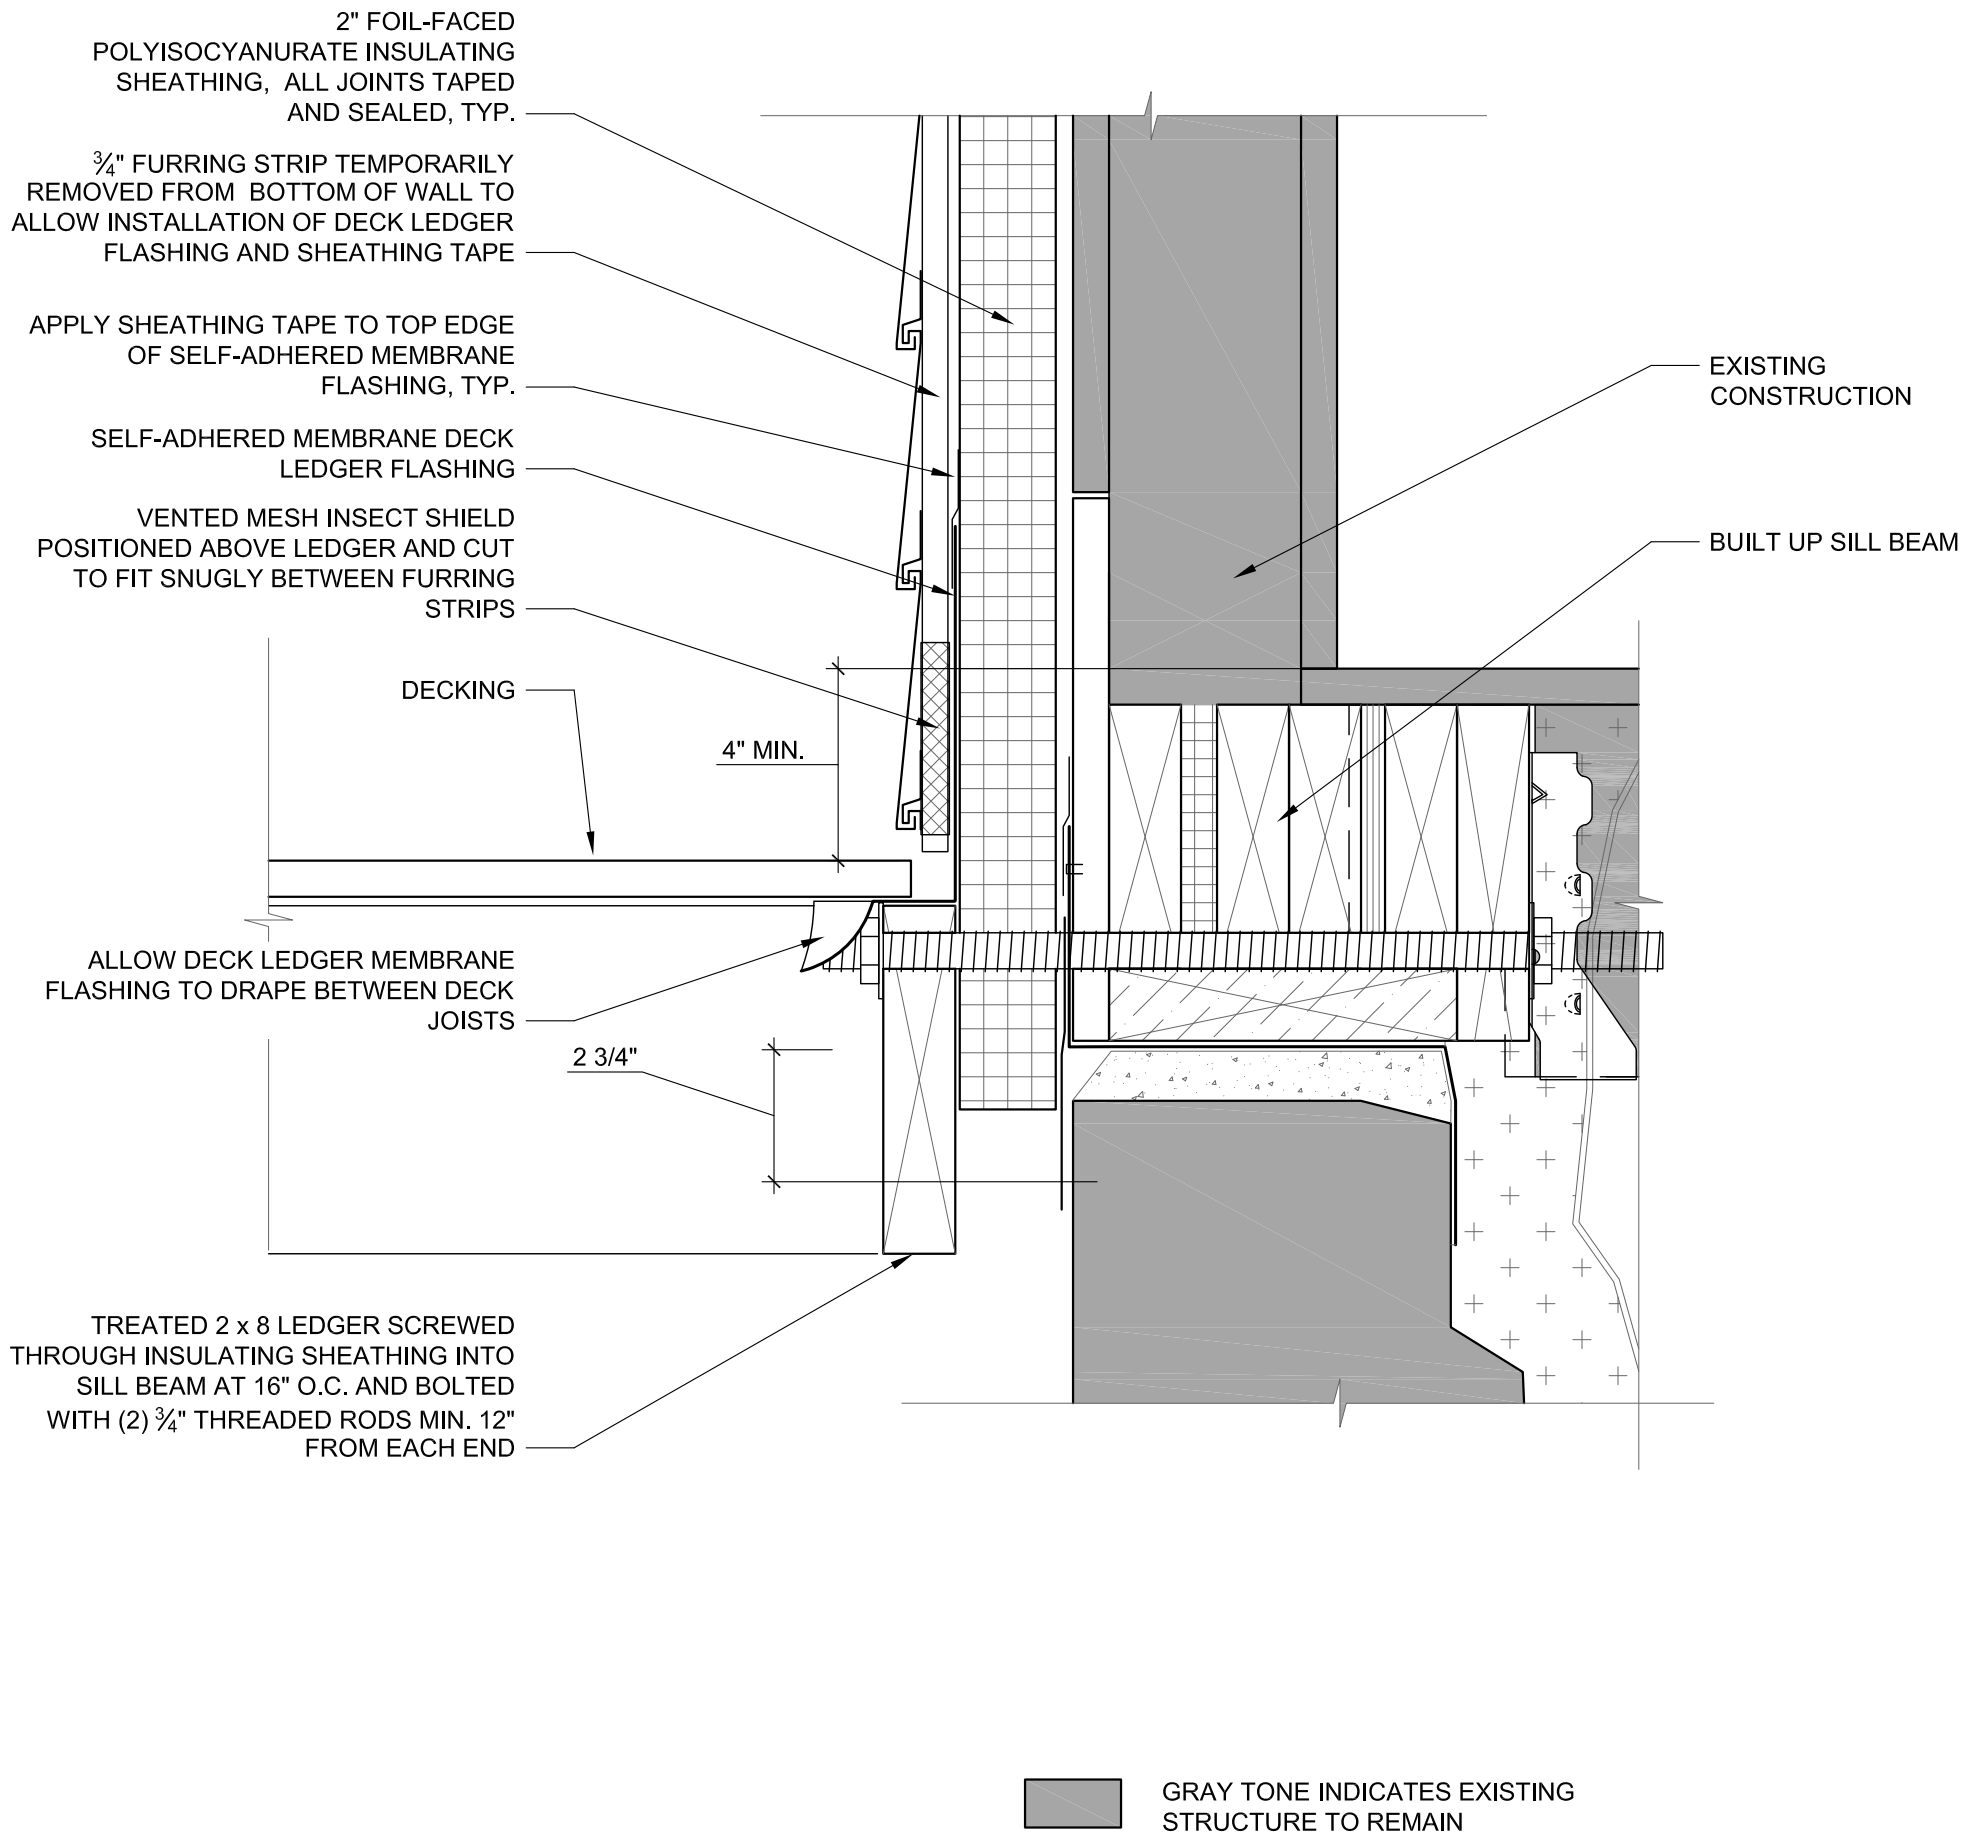 2" FOIL-FACED
POLYISOCYANURATE INSULATING
SHEATHING, ALL JOINTS TAPED
AND SEALED, TYP.
¾" FURRING STRIP TEMPORARILY
REMOVED FROM BOTTOM OF WALL TO
ALLOW INSTALLATION OF DECK LEDGER
FLASHING AND SHEATHING TAPE
APPLY SHEATHING TAPE TO TOP EDGE
OF SELF-ADHERED MEMBRANE
FLASHING, TYP.
SELF-ADHERED MEMBRANE DECK
LEDGER FLASHING
VENTED MESH INSECT SHIELD
POSITIONED ABOVE LEDGER AND CUT
TO FIT SNUGLY BETWEEN FURRING
STRIPS
DECKING
4" MIN.
ALLOW DECK LEDGER MEMBRANE
FLASHING TO DRAPE BETWEEN DECK
JOISTS
2 3/4"
TREATED 2 x 8 LEDGER SCREWED
THROUGH INSULATING SHEATHING INTO
SILL BEAM AT 16" O.C. AND BOLTED
WITH (2) ¾" THREADED RODS MIN. 12"
FROM EACH END
EXISTING
CONSTRUCTION
BUILT UP SILL BEAM
GRAY TONE INDICATES EXISTING
STRUCTURE TO REMAIN